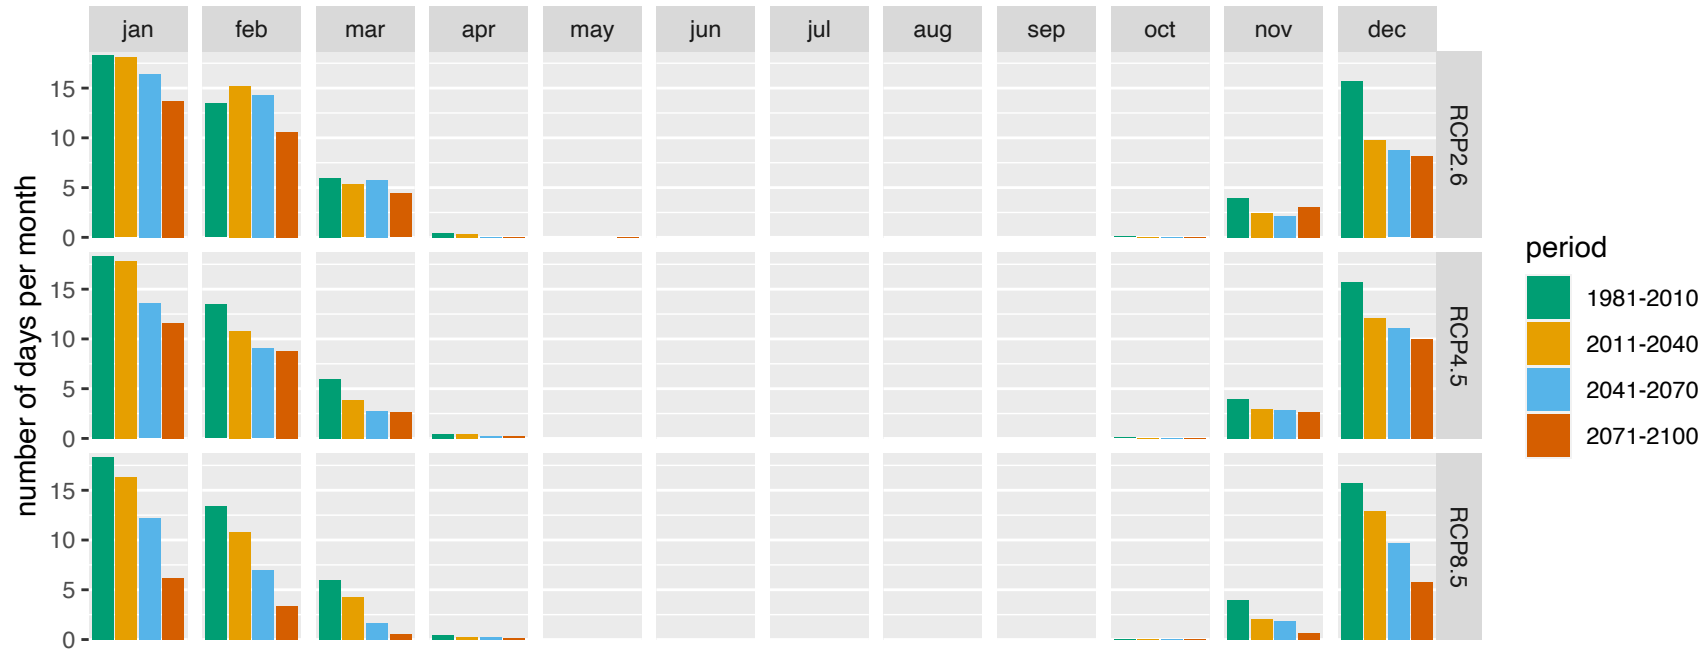 jan feb mar apr may jun jul aug sep oct nov dec
number of days per month
15
10
5
0
RCP2.6
15
10
5
0
RCP4.5
15
10
5
0
RCP8.5
period
1981-2010
2011-2040
2041-2070
2071-2100